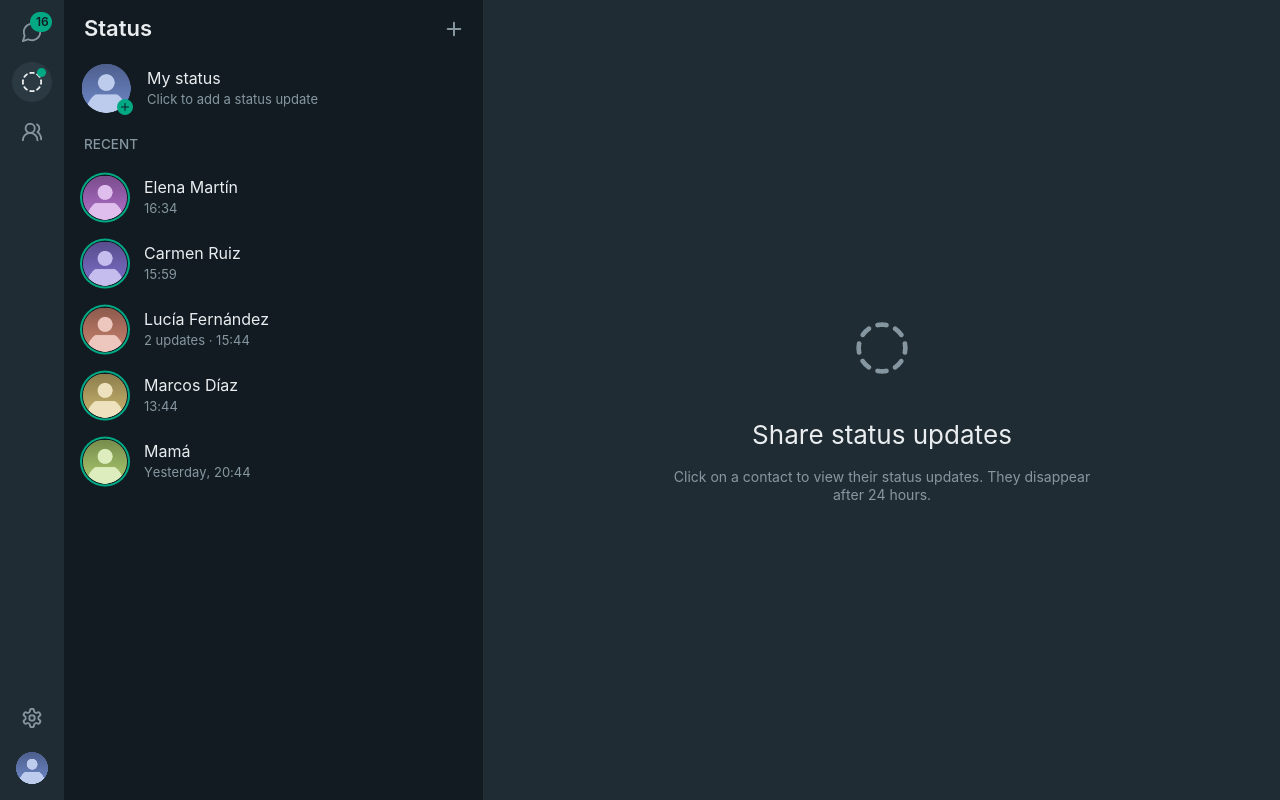 16
Status
My status
Click to add a status update
RECENT
Elena Martín
16:34
Carmen Ruiz
15:59
Lucía Fernández
2 updates · 15:44
Marcos Díaz
13:44
Mamá
Yesterday, 20:44
Share status updates
Click on a contact to view their status updates. They disappear
after 24 hours.